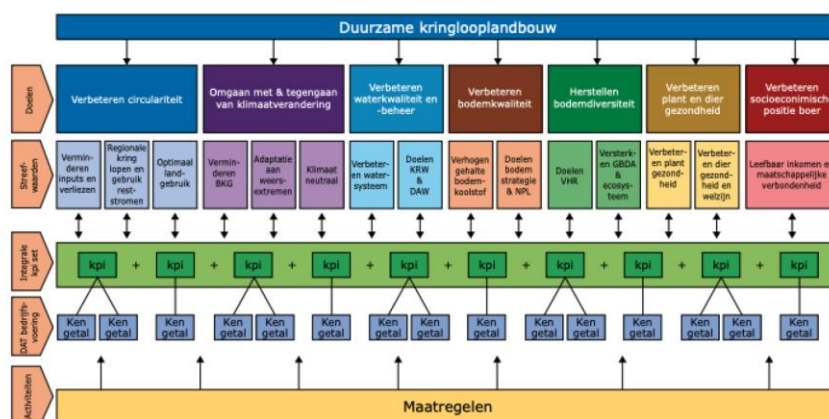 Duurzame kringlooplandbouw
Doelen
Verbeteren circulariteit
Omgaan met & tegengaan
van klimaatverandering
Verbeteren
waterkwaliteit en
-beheer
Verbeteren
bodemkwaliteit
Herstellen
bodemdiversiteit
Verbeteren
plant en dier
gezondheid
Verbeteren
socioeconimische
positie boer
Streef-
waarden
Vermin-
deren
inputs en
verliezen
Regionale
kring
lopen en
gebruik
rest-
stromen
Optimaal
land-
gebruik
Vermin-
deren
BKG
Adaptatie
aan
weers-
extremen
Klimaat
neutraal
Verbeter-
en water-
systeem
Doelen
KRW
&
DAW
Verhogen
gehalte
bodem-
koolstof
Doelen
bodem
strategie
& NPL
Doelen
VHR
Versterk-
en GBDA
&
ecosys-
teem
Verbeter-
en plant
gezond-
heid
Verbeter-
en dier
gezond-
heid en
welzijn
Leefbaar inkomen en
maatschappelijke
verbondenheid
Integrale
kpi set
kpi + kpi + kpi + kpi + kpi + kpi + kpi + kpi + kpi + kpi
DAT bedrijfs-
voering
Ken
getal
Ken
getal
Ken
getal
Ken
getal
Ken
getal
Ken
getal
Ken
getal
Ken
getal
Ken
getal
Ken
getal
Ken
getal
Ken
getal
Ken
getal
Ken
getal
Ken
getal
Activiteiten
Maatregelen